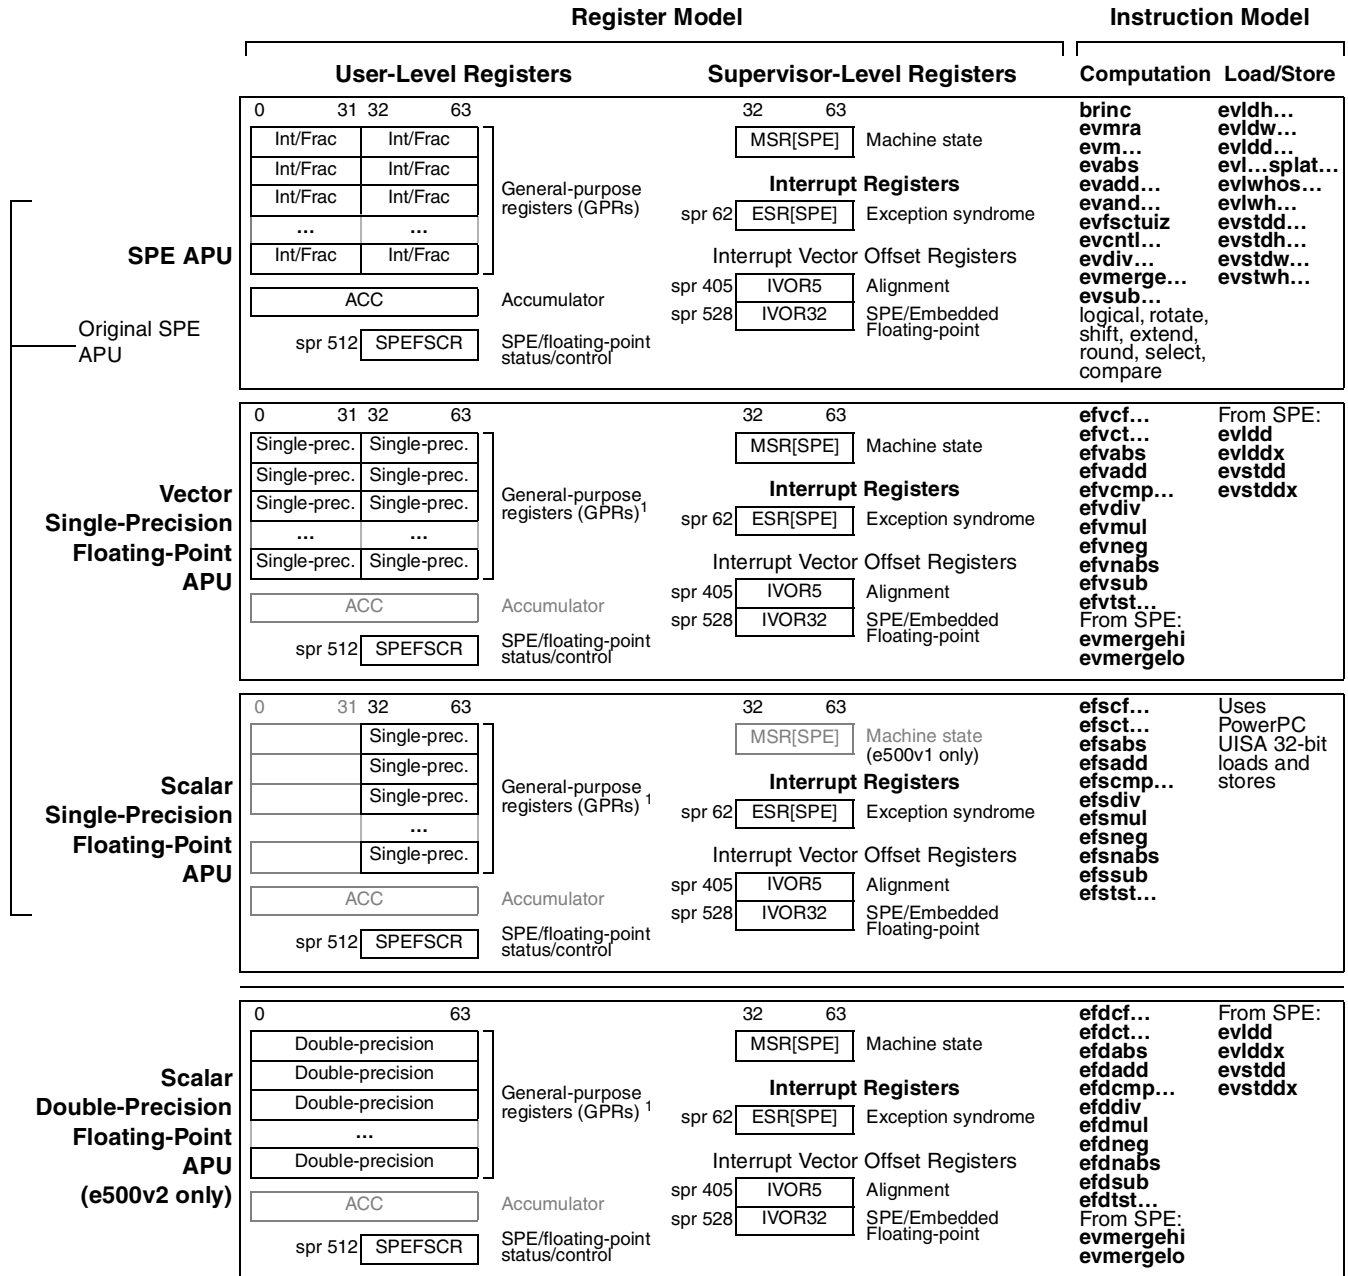 Register Model Instruction Model
User-Level Registers Supervisor-Level Registers Computation Load/Store
SPE APU
Original SPE
APU
0 31 32 63
Int/Frac Int/Frac
Int/Frac Int/Frac
Int/Frac Int/Frac
... ...
Int/Frac Int/Frac
General-purpose
registers (GPRs)
ACC Accumulator
spr 512 SPEFSCR SPE/floating-point
status/control
32 63
MSR[SPE] Machine state
Interrupt Registers
spr 62 ESR[SPE] Exception syndrome
Interrupt Vector Offset Registers
spr 405 IVOR5 Alignment
spr 528 IVOR32 SPE/Embedded
Floating-point
brinc
evmra
evm…
evabs
evadd…
evand…
evfsctuiz
evcntl…
evdiv…
evmerge…
evsub…
logical, rotate,
shift, extend,
round, select,
compare
evldh…
evldw…
evldd…
evl…splat…
evlwhos…
evlwh…
evstdd…
evstdh…
evstdw…
evstwh…
Vector
Single-Precision
Floating-Point
APU
0 31 32 63
Single-prec. Single-prec.
Single-prec. Single-prec.
Single-prec. Single-prec.
... ...
Single-prec. Single-prec.
General-purpose
registers (GPRs)1
ACC Accumulator
spr 512 SPEFSCR SPE/floating-point
status/control
32 63
MSR[SPE] Machine state
Interrupt Registers
spr 62 ESR[SPE] Exception syndrome
Interrupt Vector Offset Registers
spr 405 IVOR5 Alignment
spr 528 IVOR32 SPE/Embedded
Floating-point
efvcf…
efvct…
efvabs
efvadd
efvcmp…
efvdiv
efvmul
efvneg
efvnabs
efvsub
efvtst…
From SPE:
evmergehi
evmergelo
From SPE:
evldd
evlddx
evstdd
evstddx
Scalar
Single-Precision
Floating-Point
APU
0 31 32 63
Single-prec.
Single-prec.
Single-prec.
...
Single-prec.
General-purpose
registers (GPRs) 1
ACC Accumulator
spr 512 SPEFSCR SPE/floating-point
status/control
32 63
MSR[SPE] Machine state
(e500v1 only)
Interrupt Registers
spr 62 ESR[SPE] Exception syndrome
Interrupt Vector Offset Registers
spr 405 IVOR5 Alignment
spr 528 IVOR32 SPE/Embedded
Floating-point
efscf…
efsct…
efsabs
efsadd
efscmp…
efsdiv
efsmul
efsneg
efsnabs
efssub
efstst…
Uses
PowerPC
UISA 32-bit
loads and
stores
Scalar
Double-Precision
Floating-Point
APU
(e500v2 only)
0 63
Double-precision
Double-precision
Double-precision
...
Double-precision
General-purpose
registers (GPRs) 1
ACC Accumulator
spr 512 SPEFSCR SPE/floating-point
status/control
32 63
MSR[SPE] Machine state
Interrupt Registers
spr 62 ESR[SPE] Exception syndrome
Interrupt Vector Offset Registers
spr 405 IVOR5 Alignment
spr 528 IVOR32 SPE/Embedded
Floating-point
efdcf…
efdct…
efdabs
efdadd
efdcmp…
efddiv
efdmul
efdneg
efdnabs
efdsub
efdtst…
From SPE:
evmergehi
evmergelo
From SPE:
evldd
evlddx
evstdd
evstddx